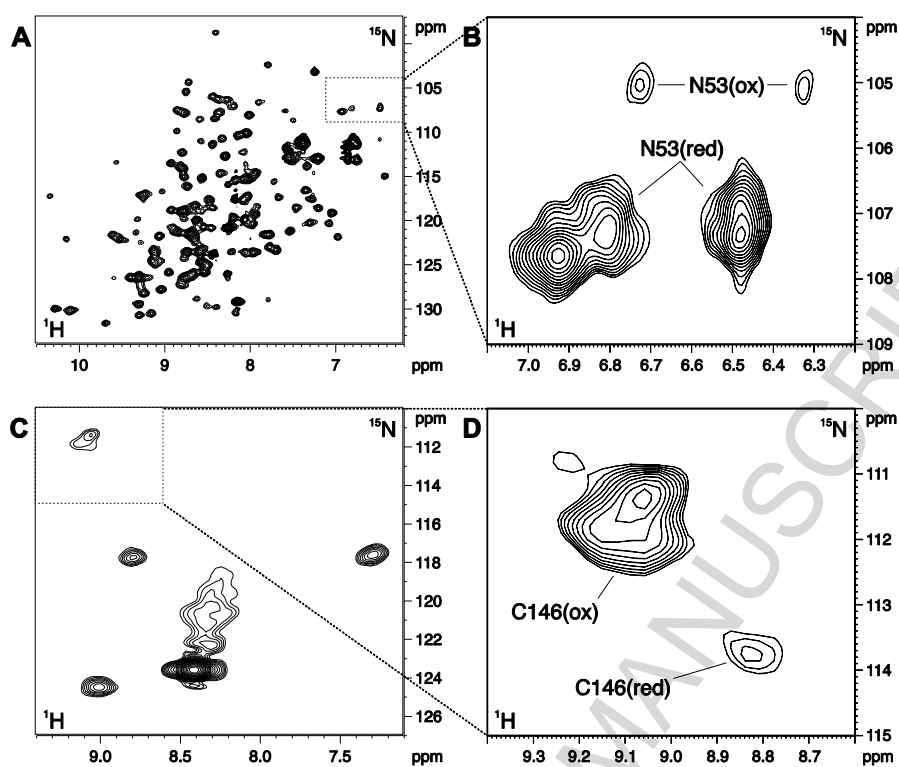 A
¹⁵N
ppm
105
110
115
120
125
130
¹H
10
9
8
7
ppm
B
¹⁵N
ppm
N53(ox)
105
106
N53(red)
107
108
¹H
109
7.0 6.9 6.8 6.7 6.6 6.5 6.4 6.3
ppm
C
¹⁵N
ppm
112
114
116
118
120
122
124
126
¹H
9.0
8.5
8.0
7.5
ppm
D
¹⁵N
ppm
111
112
C146(ox)
113
114
C146(red)
¹H
115
9.3 9.2 9.1 9.0 8.9 8.8 8.7
ppm
MANUSCRI